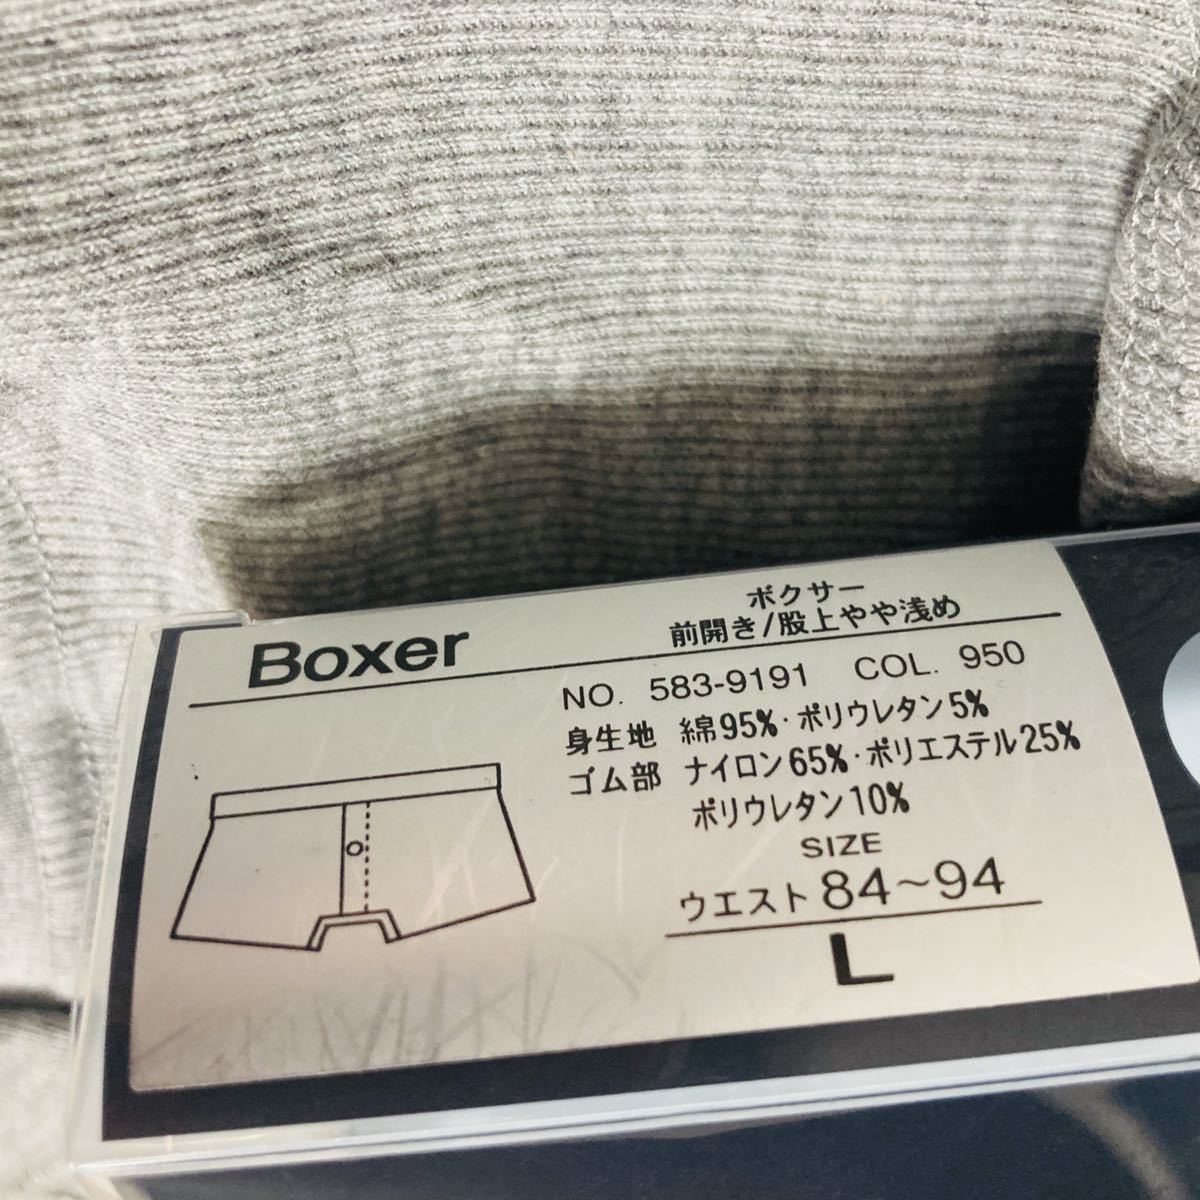 Boxer
ボクサー
前開き/股上やや浅め
NO. 583-9191 COL. 950
身生地 綿95%・ポリウレタン5%
ゴム部 ナイロン65%・ポリエステル25%
ポリウレタン10%
SIZE
ウエスト 84~94
L